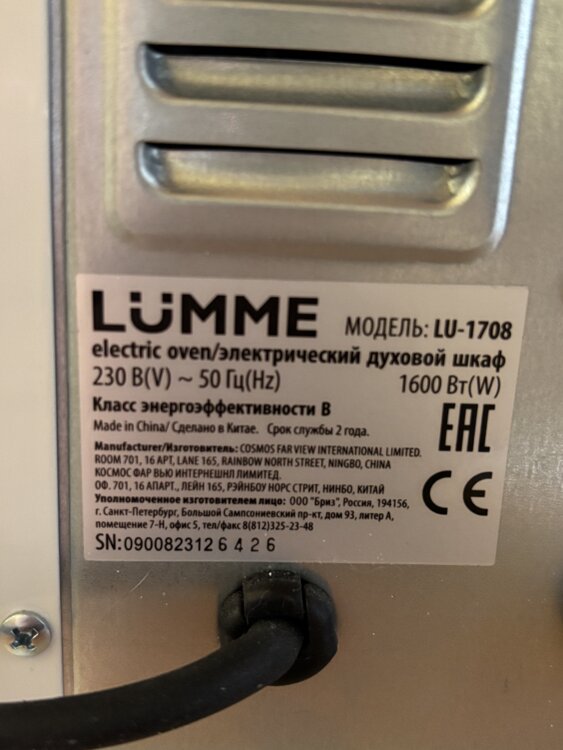 LÜMME МОДЕЛЬ: LU-1708
electric oven/электрический духовой шкаф
230 В(V) ~ 50 Гц(Hz) 1600 Вт(W)
Класс энергоэффективности B
Made in China/ Сделано в Китае. Срок службы 2 года.
EAC
Manufacturer/Изготовитель: COSMOS FAR VIEW INTERNATIONAL LIMITED.
ROOM 701, 16 APT, LANE 165, RAINBOW NORTH STREET, NINGBO, CHINA
КОСМОС ФАР ВЬЮ ИНТЕРНЕШНЛ ЛИМИТЕД.
ОФ. 701, 16 АПАРТ., ЛЕЙН 165, РЭЙНБОУ НОРС СТРИТ, НИНБО, КИТАЙ
CE
Уполномоченное изготовителем лицо: ООО "Бриз", Россия, 194156,
г. Санкт-Петербург, Большой Сампсониевский пр-кт, дом 93, литер А,
помещение 7-Н, офис 5, тел/факс 8(812)325-23-48
SN:0900823126426